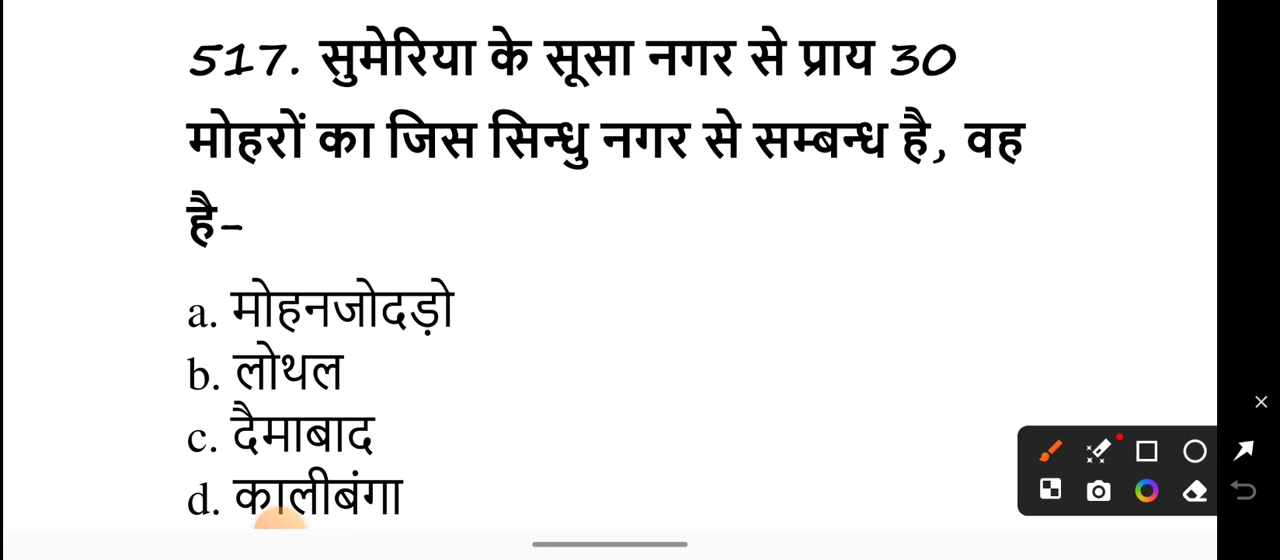 517. सुमेरिया के सूसा नगर से प्राय 30
मोहरों का जिस सिन्धु नगर से सम्बन्ध है, वह
है-
a. मोहनजोदड़ो
b. लोथल
c. दैमाबाद
d. कालीबंगा